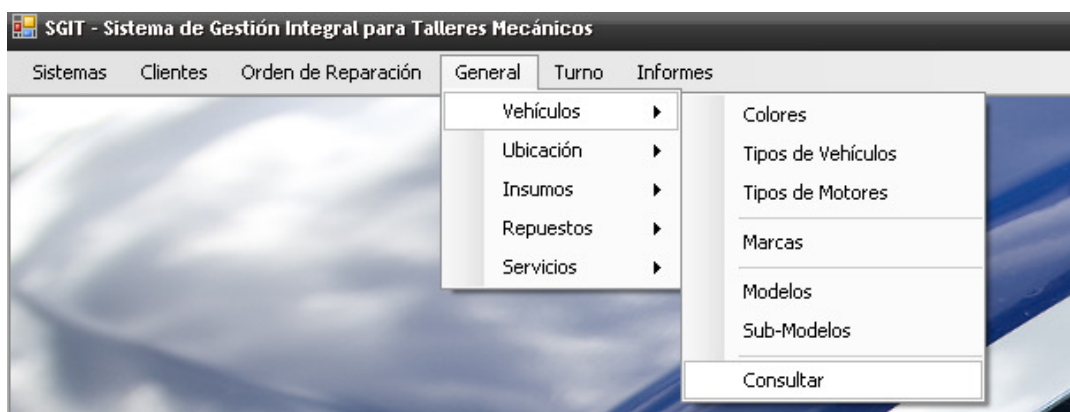 SGIT - Sistema de Gestión Integral para Talleres Mecánicos
Sistemas Clientes Orden de Reparación General Turno Informes
Vehículos
Ubicación
Insumos
Repuestos
Servicios
Colores
Tipos de Vehículos
Tipos de Motores
Marcas
Modelos
Sub-Modelos
Consultar